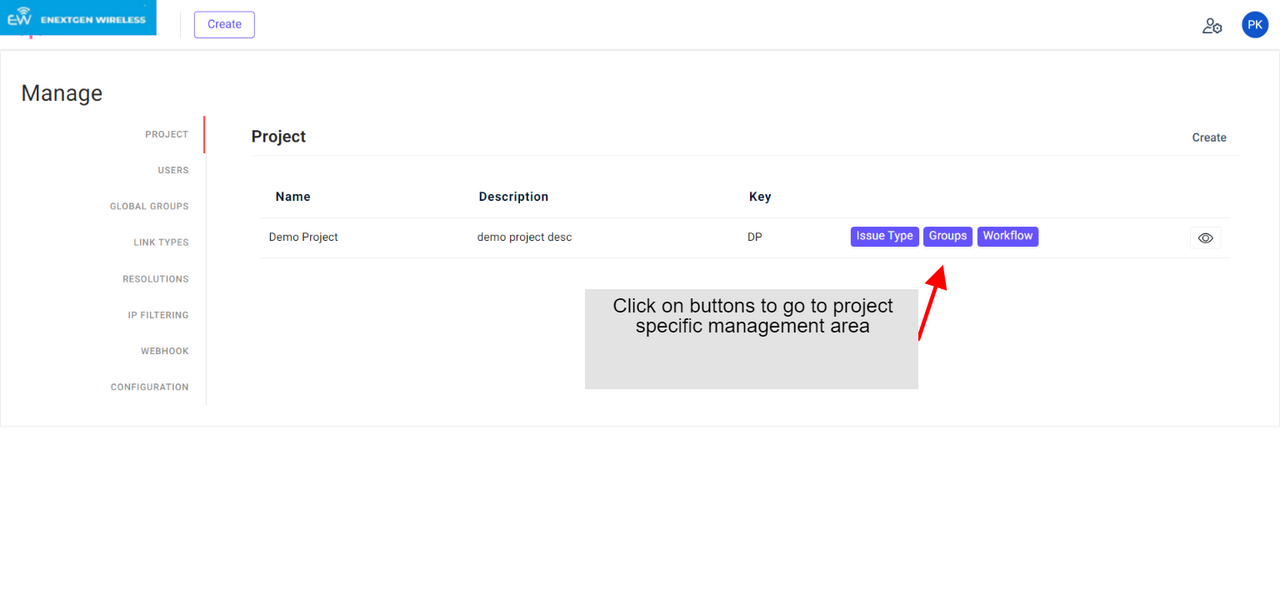 EW ENEXTGEN WIRELESS
Create
PK
Manage
PROJECT
USERS
GLOBAL GROUPS
LINK TYPES
RESOLUTIONS
IP FILTERING
WEBHOOK
CONFIGURATION
Project
Create
Name Description Key
Demo Project demo project desc DP Issue Type Groups Workflow
Click on buttons to go to project
specific management area